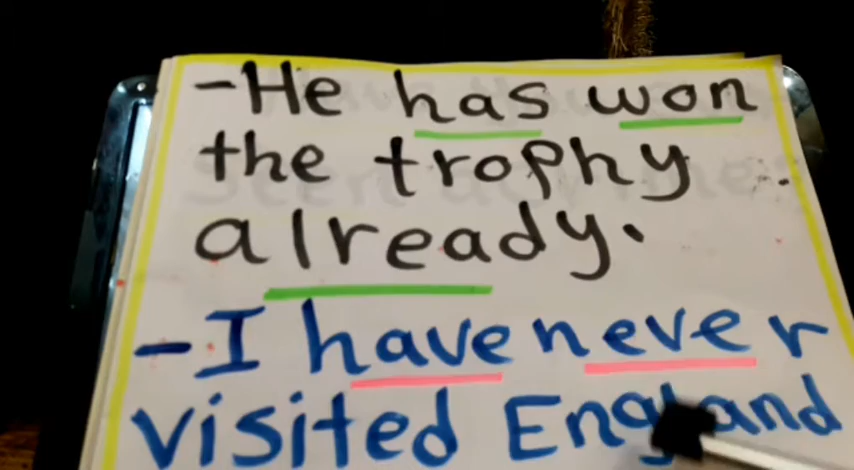 -He has won
the trophy
already.
-I have never
visited England